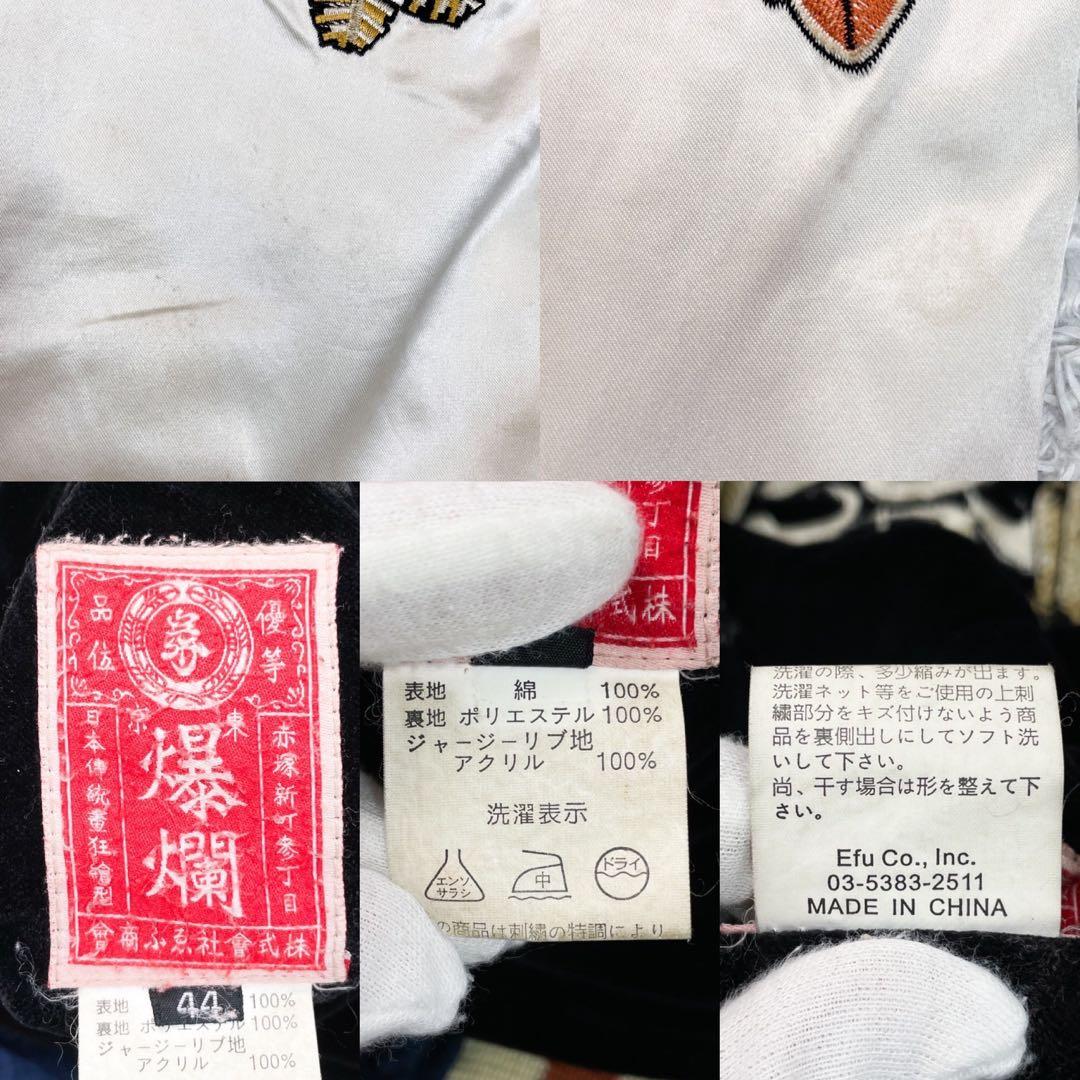 優等
品位
東京
爆爛
赤塚新町参丁目
日本傳統畫狂繪型
株式會社ゑふ商會
44
表地 100%
裏地 ポリエステル 100%
ジャージーリブ地
アクリル 100%
丁目
株式
表地 綿 100%
裏地 ポリエステル 100%
ジャージーリブ地
アクリル 100%
洗濯表示
エンソ
サラシ
中
ドライ
の商品は刺繍の特調により
洗濯の際、多少縮みが出ます。
洗濯ネット等をご使用の上刺
繍部分をキズ付けないよう商
品を裏側出しにしてソフト洗
いして下さい。
尚、干す場合は形を整えて下
さい。
Efu Co., Inc.
03-5383-2511
MADE IN CHINA